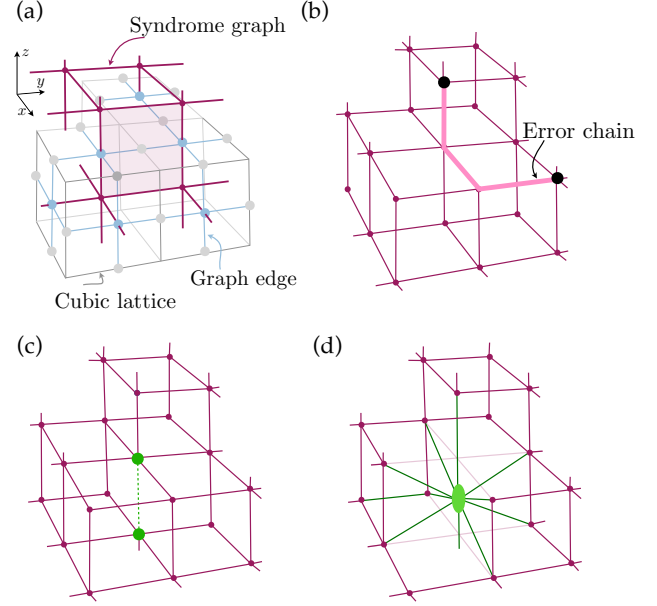 (a)
Syndrome graph
z
y
x
Graph edge
Cubic lattice
(b)
Error chain
(c)
(d)